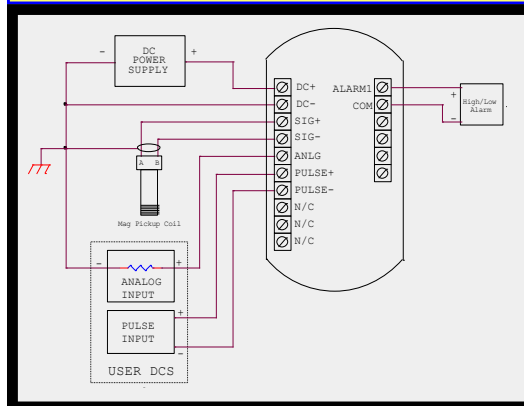 - DC +
POWER
SUPPLY
DC+
DC-
SIG+
SIG-
ANLG
PULSE+
PULSE-
N/C
N/C
N/C
ALARM1
COM
+
High/Low
Alarm
-
A B
Mag Pickup Coil
- +
ANALOG
INPUT
+
PULSE
INPUT
-
USER DCS